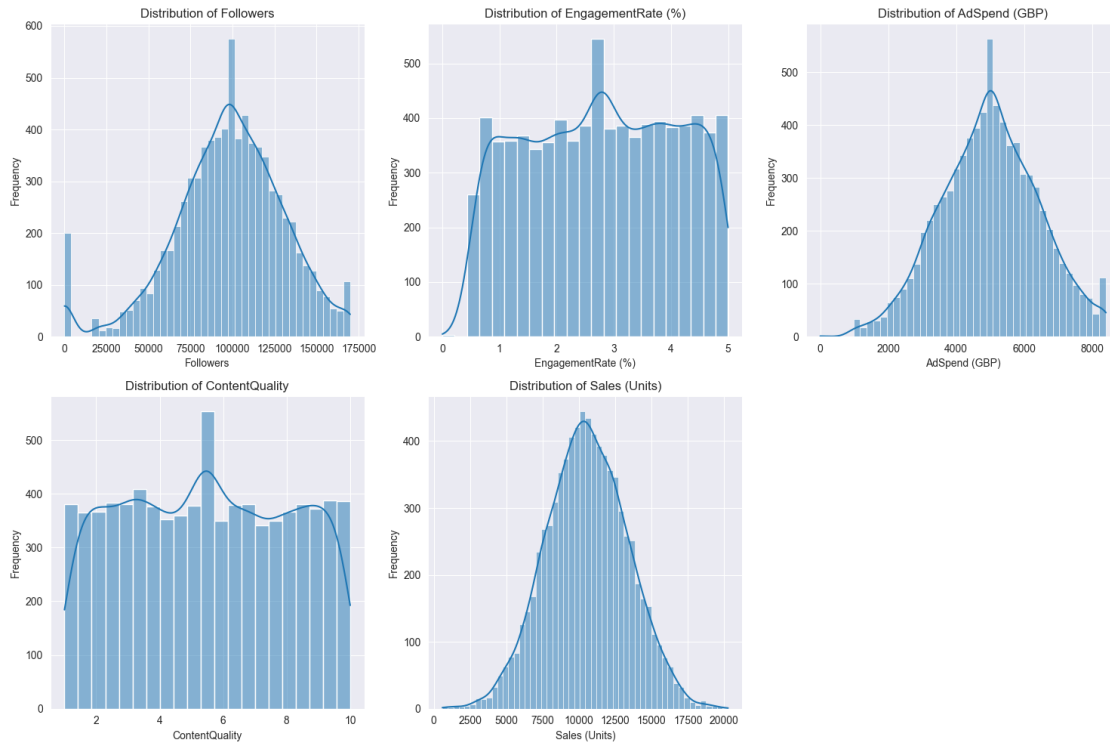 Distribution of Followers
Frequency
600
500
400
300
200
100
0
0 25000 50000 75000 100000 125000 150000 175000
Followers
Distribution of EngagementRate (%)
Frequency
500
400
300
200
100
0
0 1 2 3 4 5
EngagementRate (%)
Distribution of AdSpend (GBP)
Frequency
500
400
300
200
100
0
0 2000 4000 6000 8000
AdSpend (GBP)
Distribution of ContentQuality
Frequency
500
400
300
200
100
0
2 4 6 8 10
ContentQuality
Distribution of Sales (Units)
Frequency
400
300
200
100
0
0 2500 5000 7500 10000 12500 15000 17500 20000
Sales (Units)